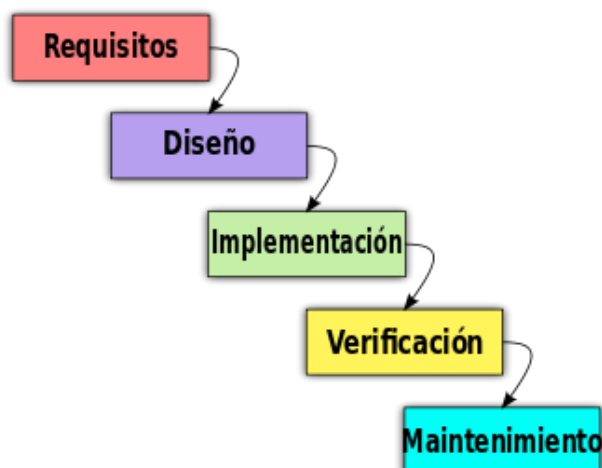 Requisitos
Diseño
Implementación
Verificación
Maintenimiento